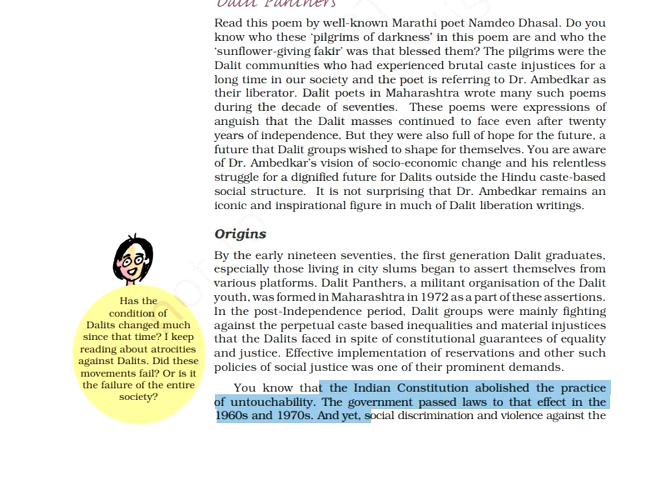 Dalit Panthers
Read this poem by well-known Marathi poet Namdeo Dhasal. Do you
know who these ‘pilgrims of darkness’ in this poem are and who the
‘sunflower-giving fakir’ was that blessed them? The pilgrims were the
Dalit communities who had experienced brutal caste injustices for a
long time in our society and the poet is referring to Dr. Ambedkar as
their liberator. Dalit poets in Maharashtra wrote many such poems
during the decade of seventies. These poems were expressions of
anguish that the Dalit masses continued to face even after twenty
years of independence. But they were also full of hope for the future, a
future that Dalit groups wished to shape for themselves. You are aware
of Dr. Ambedkar’s vision of socio-economic change and his relentless
struggle for a dignified future for Dalits outside the Hindu caste-based
social structure. It is not surprising that Dr. Ambedkar remains an
iconic and inspirational figure in much of Dalit liberation writings.
Origins
By the early nineteen seventies, the first generation Dalit graduates,
especially those living in city slums began to assert themselves from
various platforms. Dalit Panthers, a militant organisation of the Dalit
youth, was formed in Maharashtra in 1972 as a part of these assertions.
In the post-Independence period, Dalit groups were mainly fighting
against the perpetual caste based inequalities and material injustices
that the Dalits faced in spite of constitutional guarantees of equality
and justice. Effective implementation of reservations and other such
policies of social justice was one of their prominent demands.
You know that the Indian Constitution abolished the practice
of untouchability. The government passed laws to that effect in the
1960s and 1970s. And yet, social discrimination and violence against the
Has the
condition of
Dalits changed much
since that time? I keep
reading about atrocities
against Dalits. Did these
movements fail? Or is it
the failure of the entire
society?